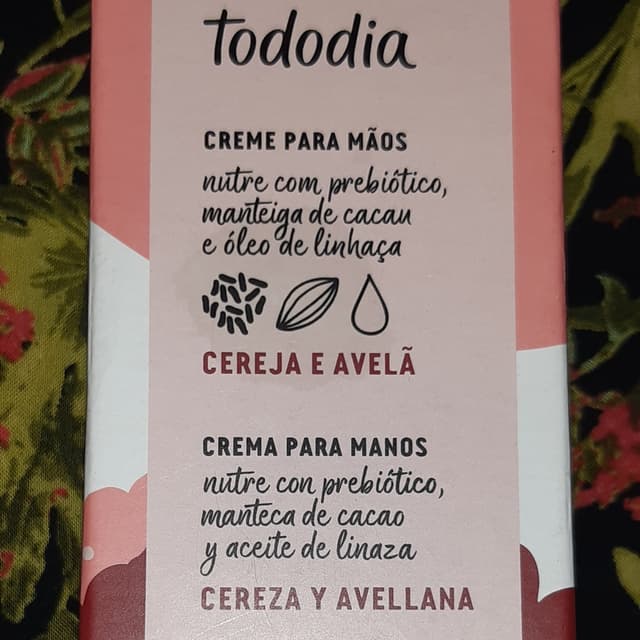 tododia
CREME PARA MÃOS
nutre com prebiótico,
manteiga de cacau
e óleo de linhaça
CEREJA E AVELÃ
CREMA PARA MANOS
nutre con prebiótico,
manteca de cacao
y aceite de linaza
CEREZA Y AVELLANA